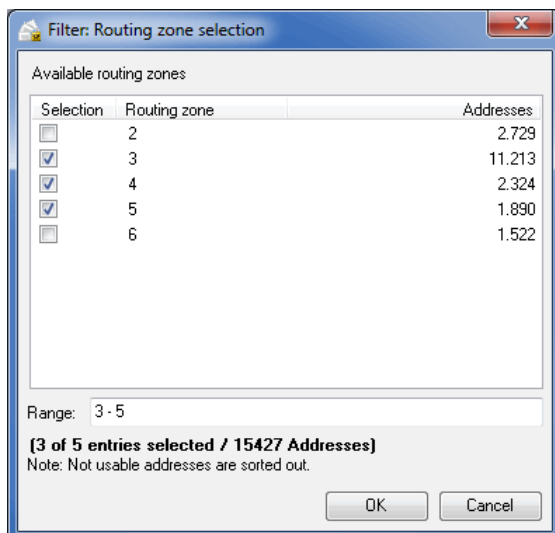 Filter: Routing zone selection
Available routing zones
Selection Routing zone Addresses
2 2.729
3 11.213
4 2.324
5 1.890
6 1.522
Range: 3 - 5
(3 of 5 entries selected / 15427 Addresses)
Note: Not usable addresses are sorted out.
OK Cancel